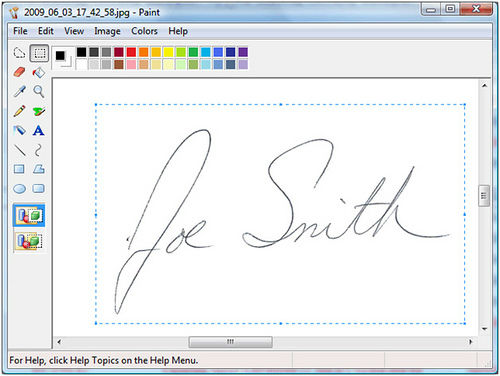 2009_06_03_17_42_58.jpg - Paint
File Edit View Image Colors Help
A
Joe Smith
For Help, click Help Topics on the Help Menu.